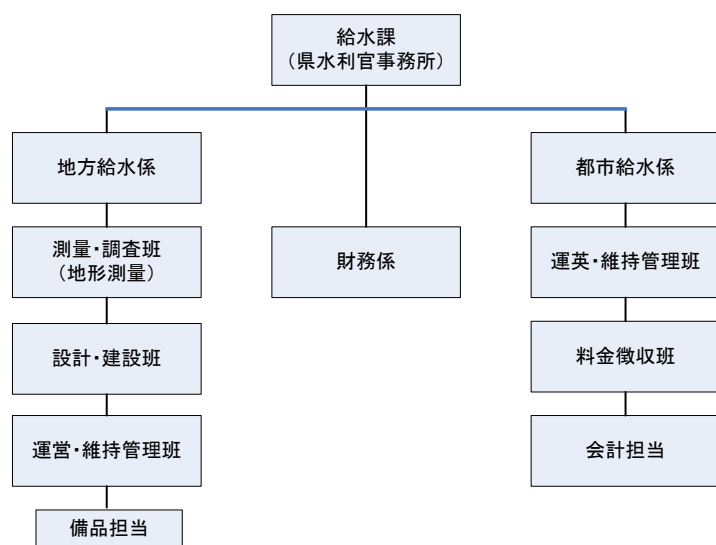 給水課
（県水利官事務所）
地方給水係
都市給水係
測量・調査班
（地形測量）
財務係
運英・維持管理班
設計・建設班
料金徴収班
運営・維持管理班
会計担当
備品担当